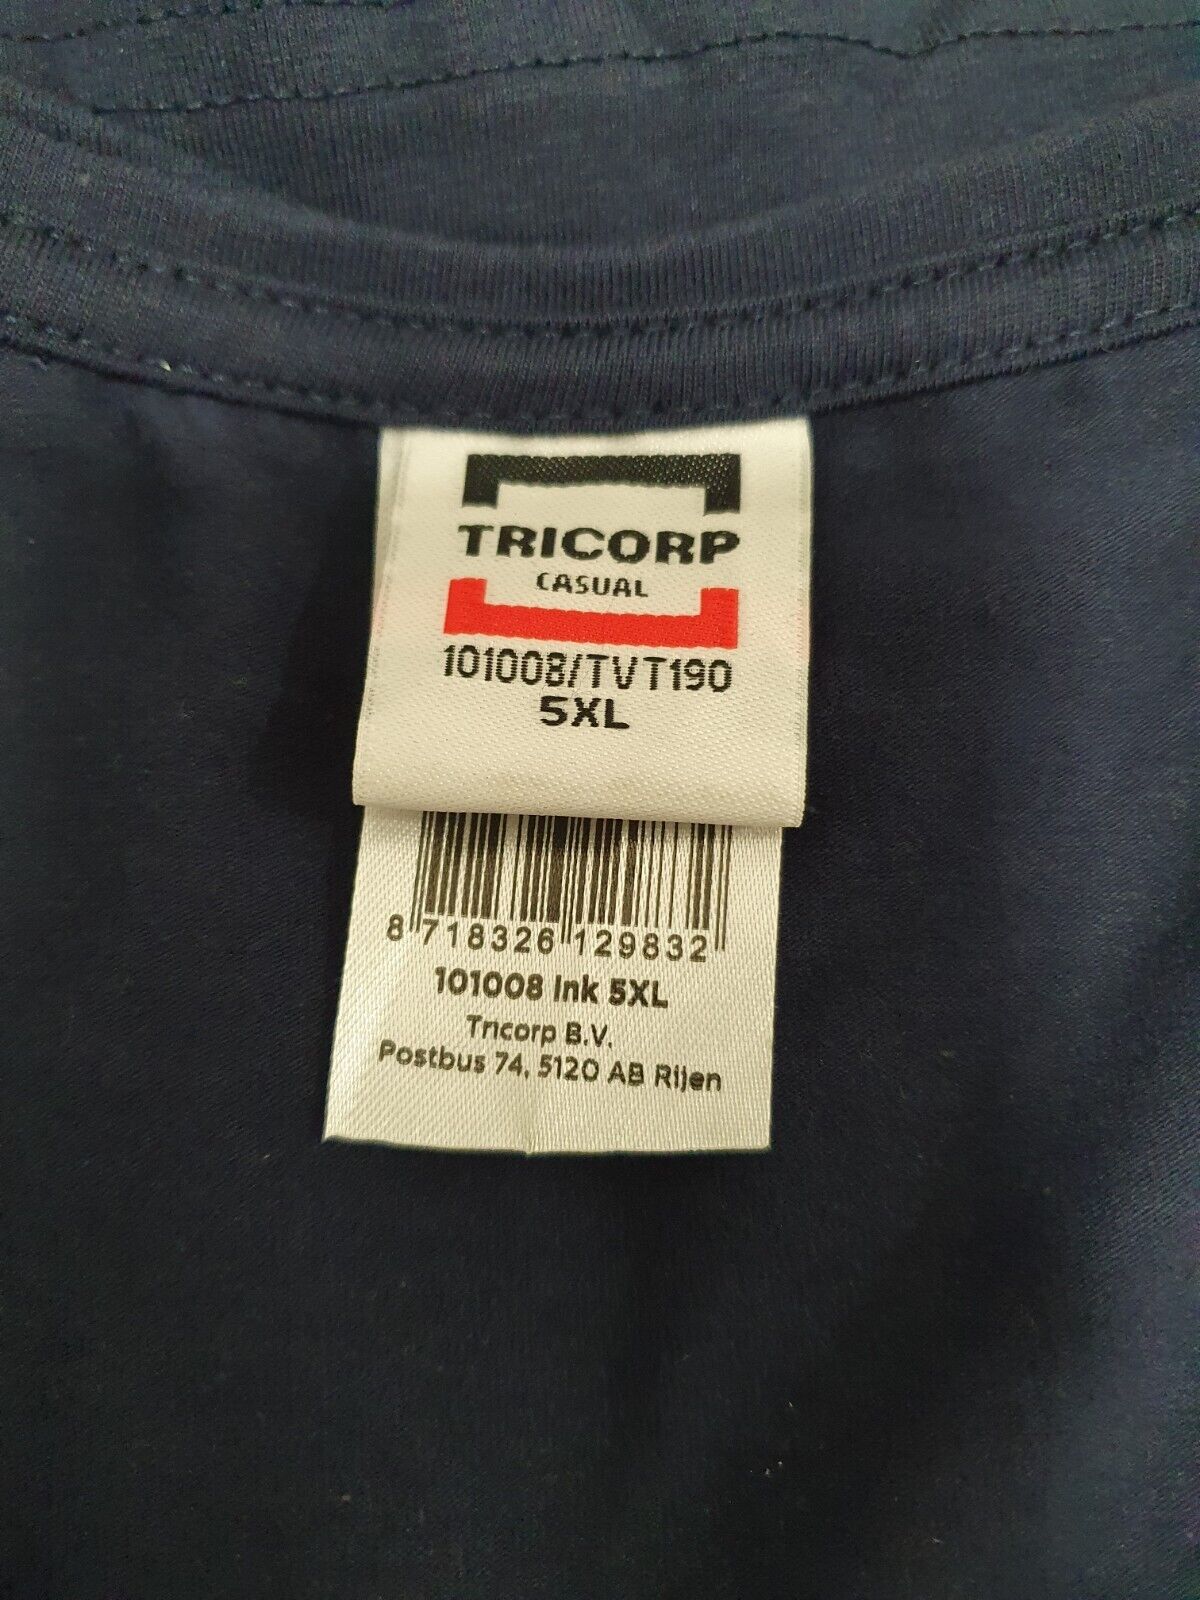 TRICORP
CASUAL
101008/TVT190
5XL
8 718326 129832
101008 Ink 5XL
Tricorp B.V.
Postbus 74, 5120 AB Rijen